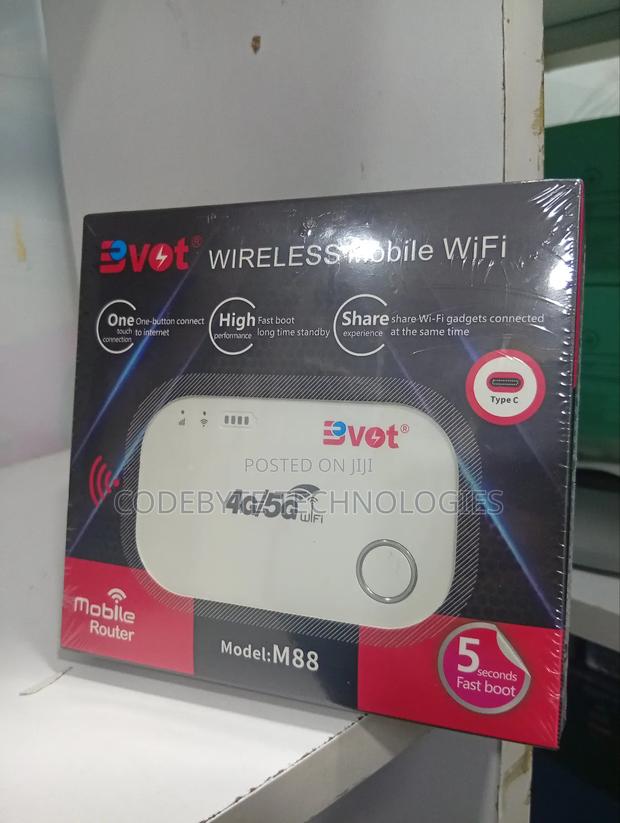 Evot® WIRELESS Mobile WiFi
One One-button connect
touch to internet
connection
High Fast boot
performance long time standby
Share share Wi-Fi gadgets connected
experience at the same time
Type C
Evot®
POSTED ON JIJI
4G/5G WiFi
TECHNOLOGIES
Mobile
Router
Model:M88
5 seconds
Fast boot